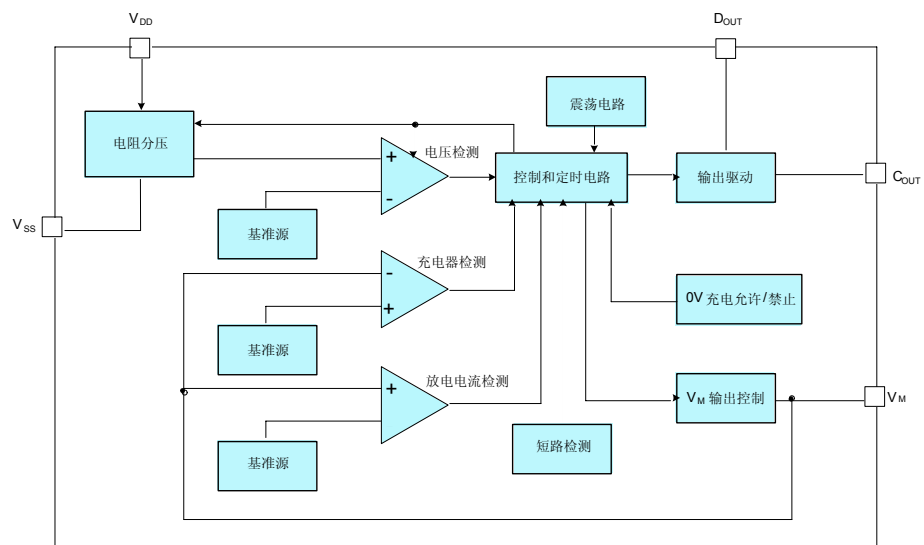 VDD
DOUT
震荡电路
电阻分压
电压检测
+
-
控制和定时电路
输出驱动
COUT
VSS
基准源
充电器检测
-
+
0V 充电允许/禁止
基准源
放电电流检测
+
-
VM 输出控制
VM
短路检测
基准源